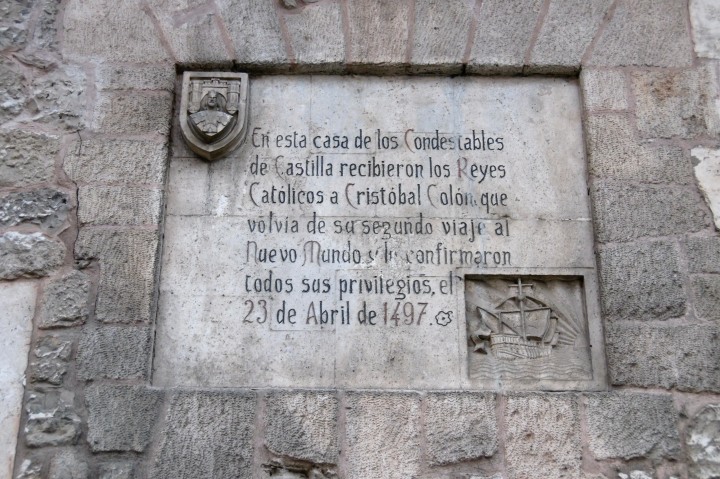 En esta casa de los Condestables
de Castilla recibieron los Reyes
Católicos a Cristóbal Colón, que
volvia de su segundo viaje al
Nuevo Mundo y le confirmaron
todos sus privilegios, el
23 de Abril de 1497.